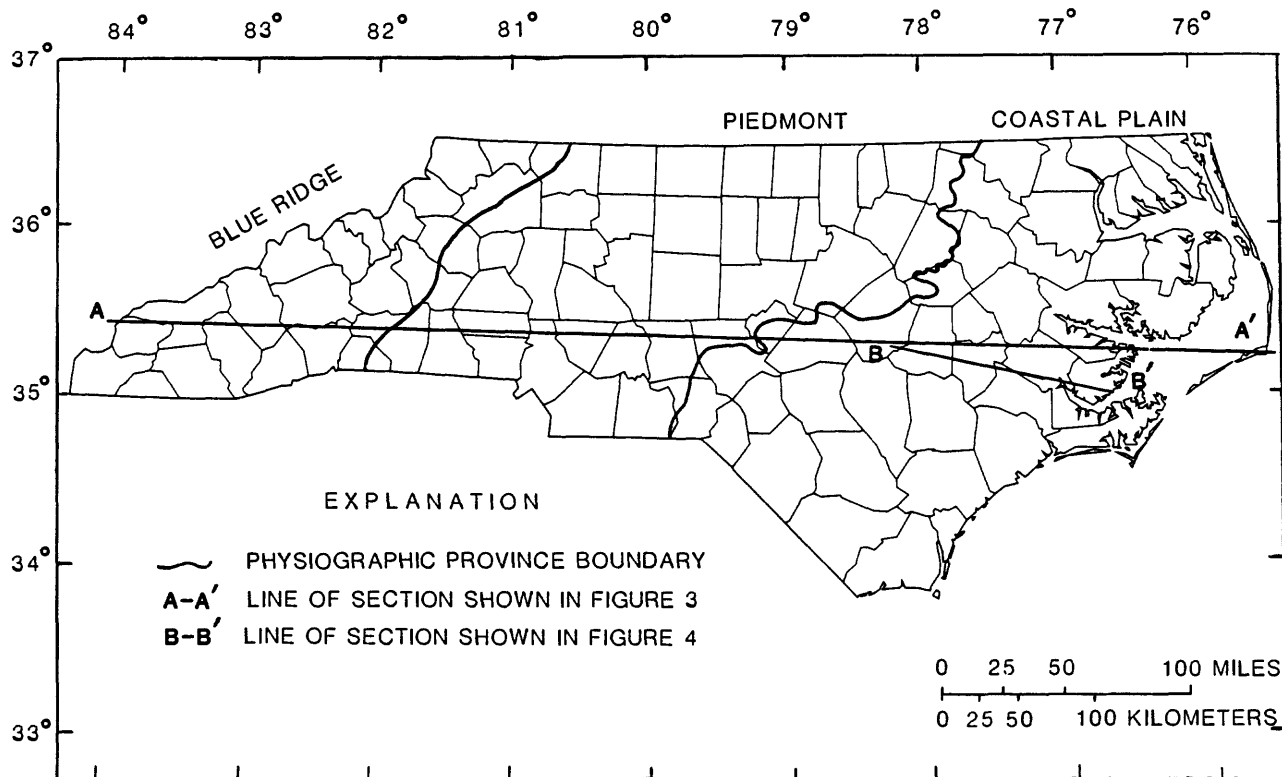 84° 83° 82° 81° 80° 79° 78° 77° 76°
37°
PIEDMONT COASTAL PLAIN
BLUE RIDGE
36°
A A'
B B'
35°
EXPLANATION
34°
PHYSIOGRAPHIC PROVINCE BOUNDARY
A-A' LINE OF SECTION SHOWN IN FIGURE 3
B-B' LINE OF SECTION SHOWN IN FIGURE 4
0 25 50 100 MILES
0 25 50 100 KILOMETERS
33°